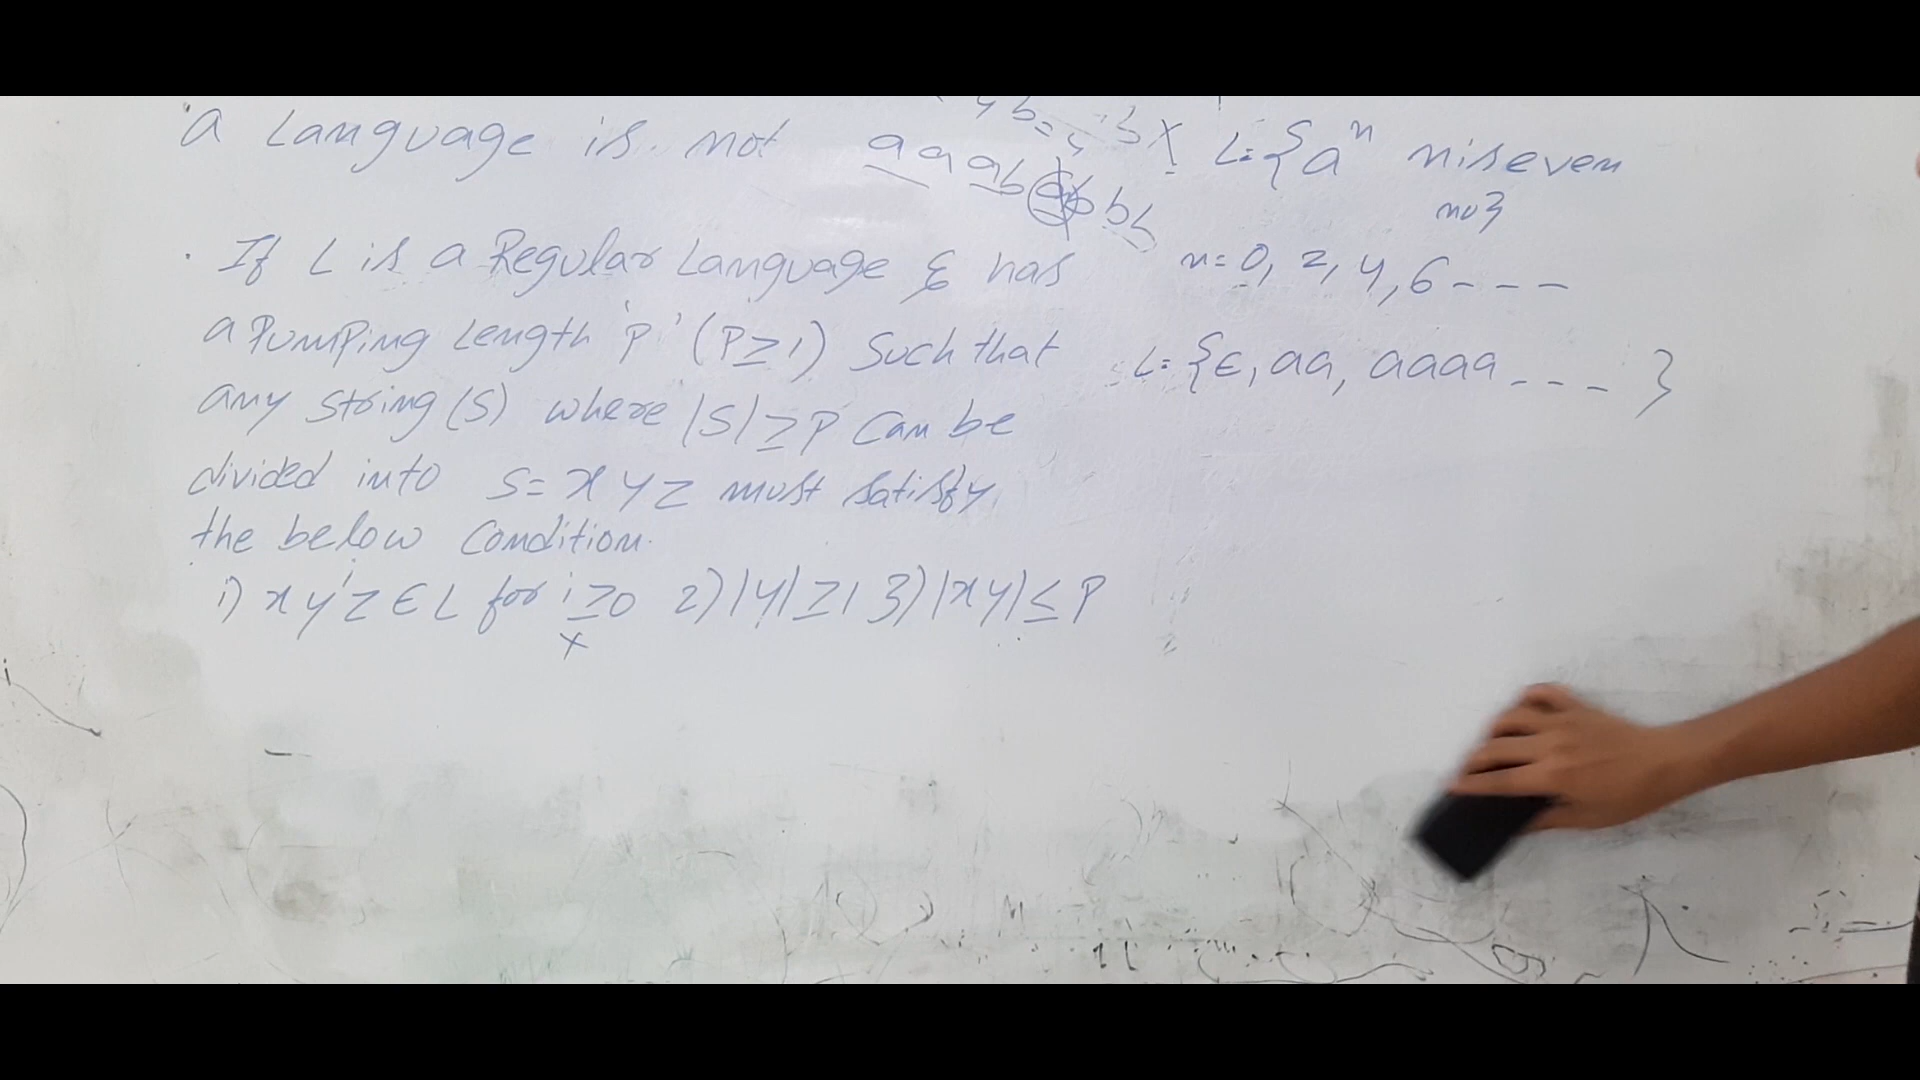 a Language is not
If L is a Regular Language & has
a Pumping Length 'p' (P≥1) Such that
any string (S) where |S|≥P Can be
divided into S= x y z must satisfy
the below Condition.
1) x yⁱ z ∈ L for i≥0 2) |y|≥1 3) |xy|≤P
x
L={aⁿ n is even
no}
n=0, 2, 4, 6 - - -
L={ε, aa, aaaa - - - }